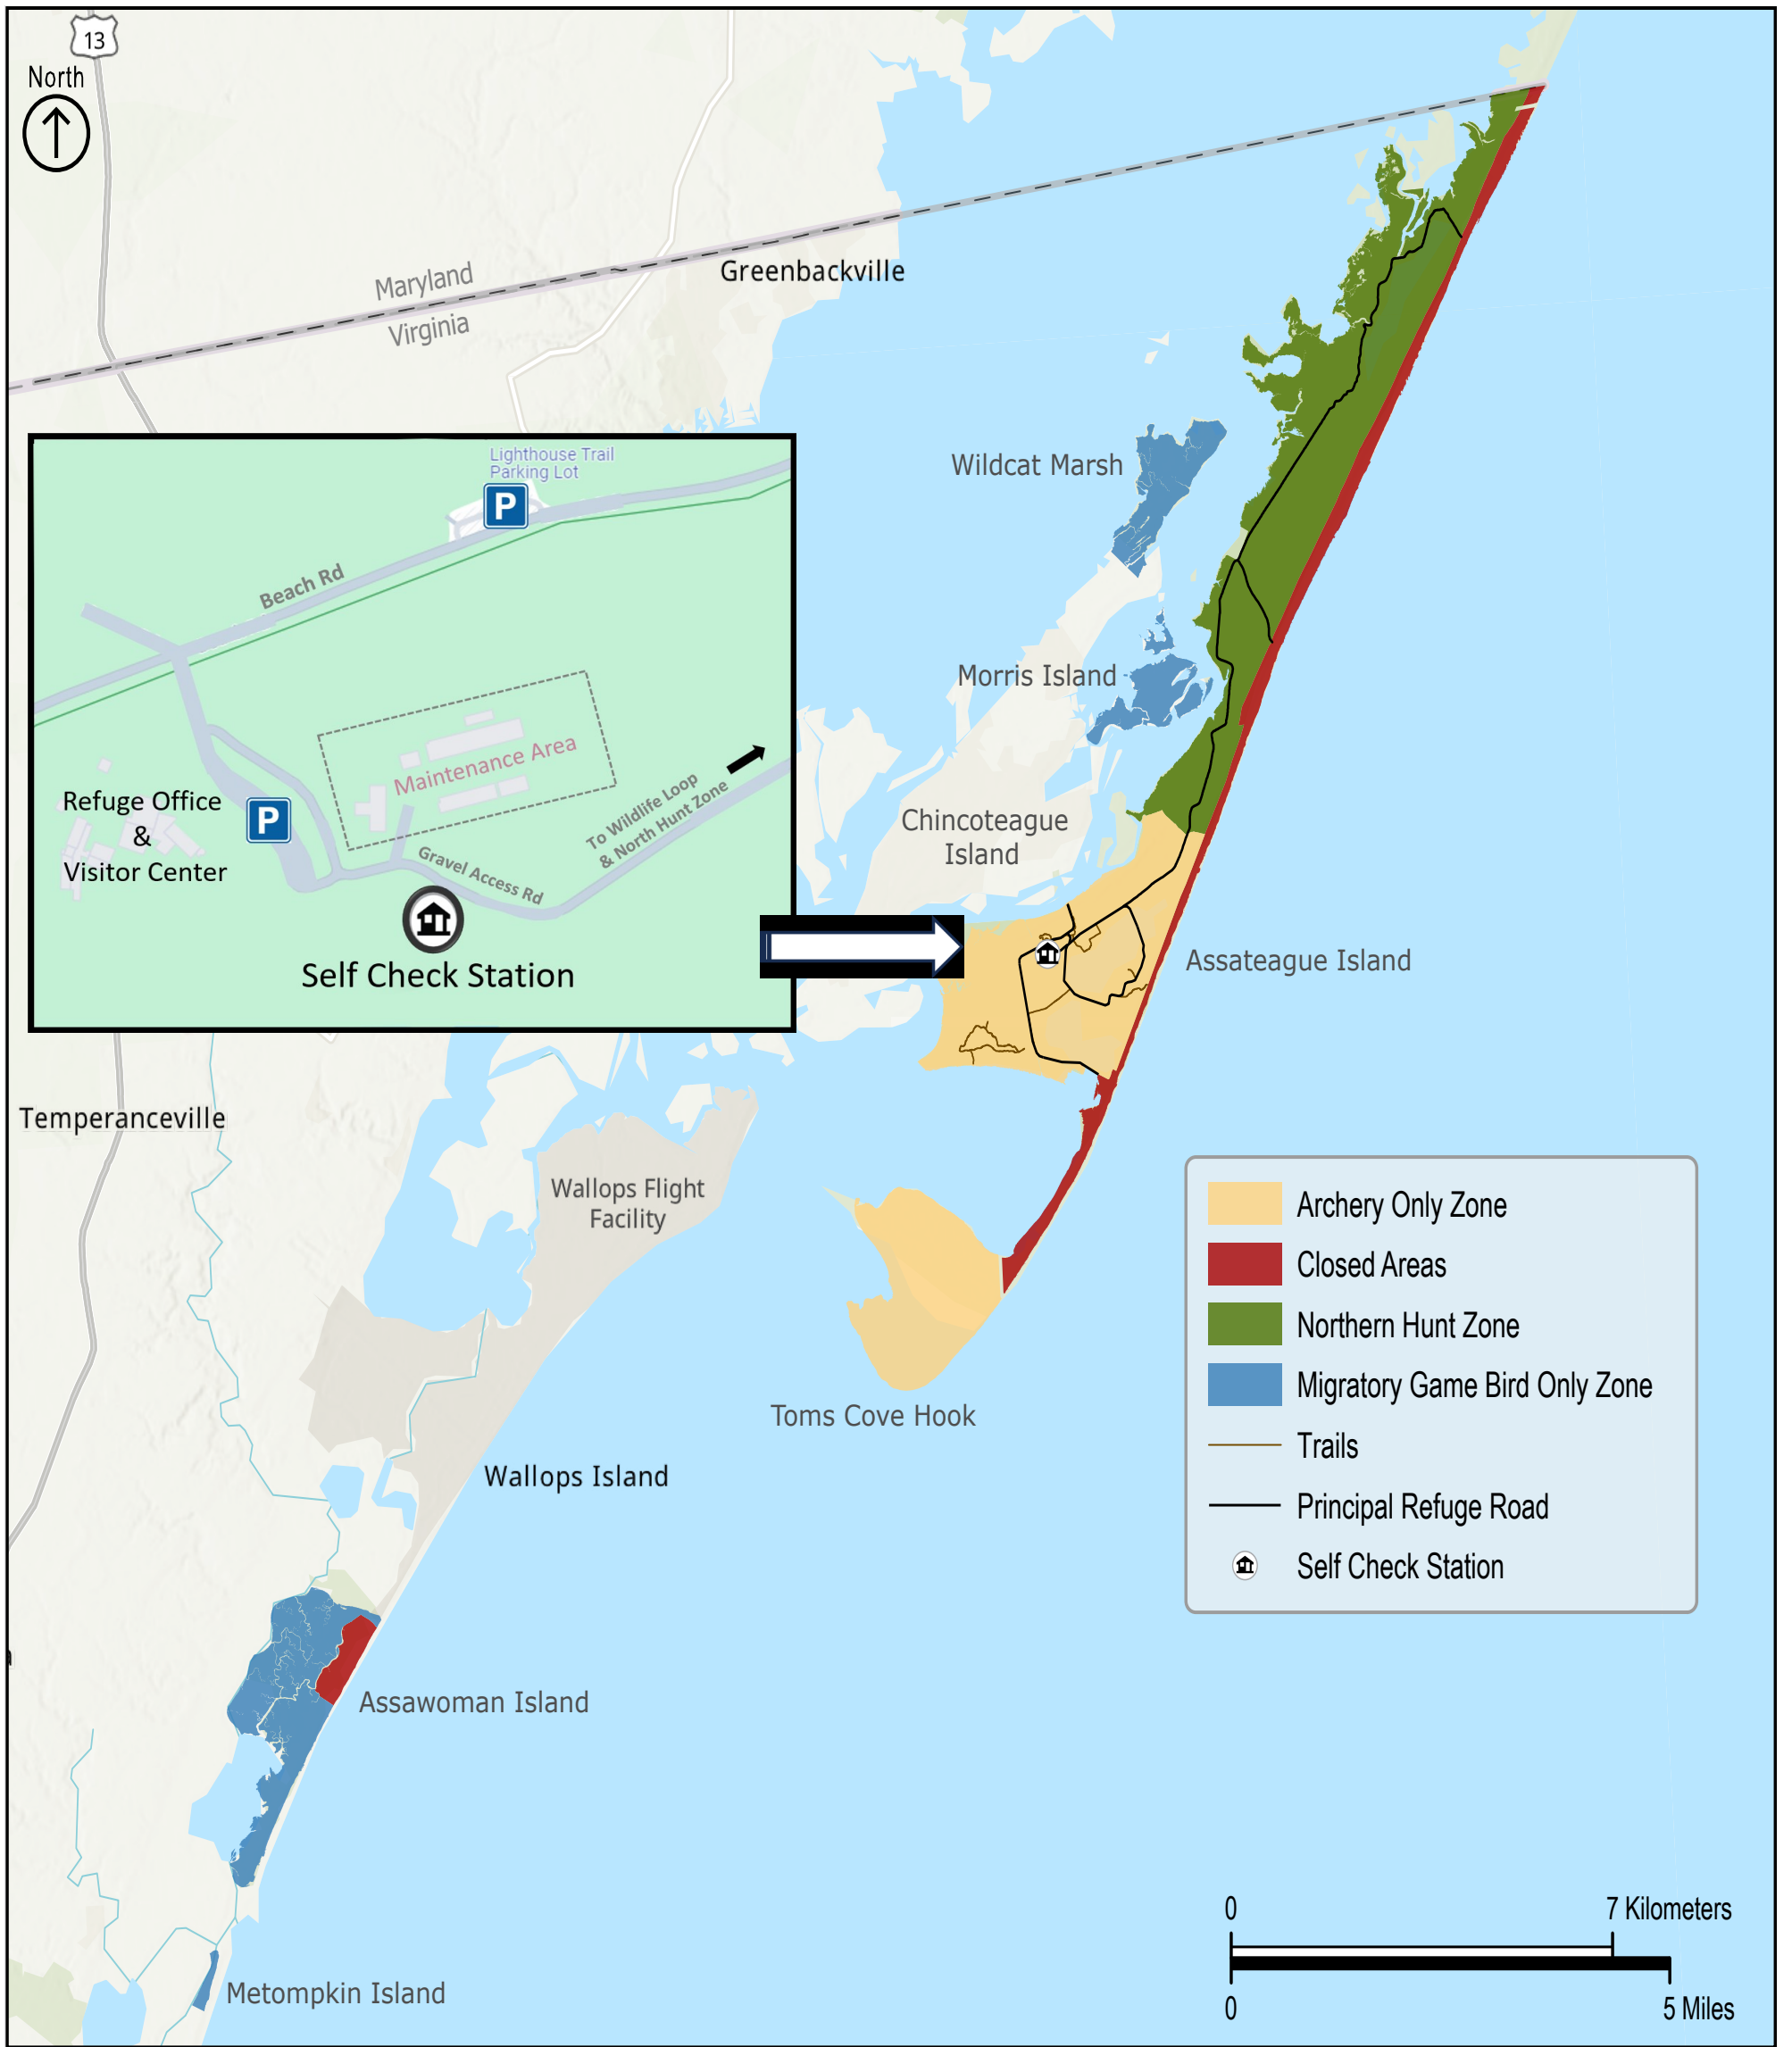 13
North
Maryland
Virginia
Greenbackville
Lighthouse Trail
Parking Lot
P
Beach Rd
Maintenance Area
Refuge Office
&
Visitor Center
P
To Wildlife Loop
& North Hunt Zone
Gravel Access Rd
Self Check Station
Wildcat Marsh
Morris Island
Chincoteague
Island
Assateague Island
Temperanceville
Wallops Flight
Facility
Toms Cove Hook
Wallops Island
Assawoman Island
Metompkin Island
Archery Only Zone
Closed Areas
Northern Hunt Zone
Migratory Game Bird Only Zone
Trails
Principal Refuge Road
Self Check Station
0
7 Kilometers
0
5 Miles